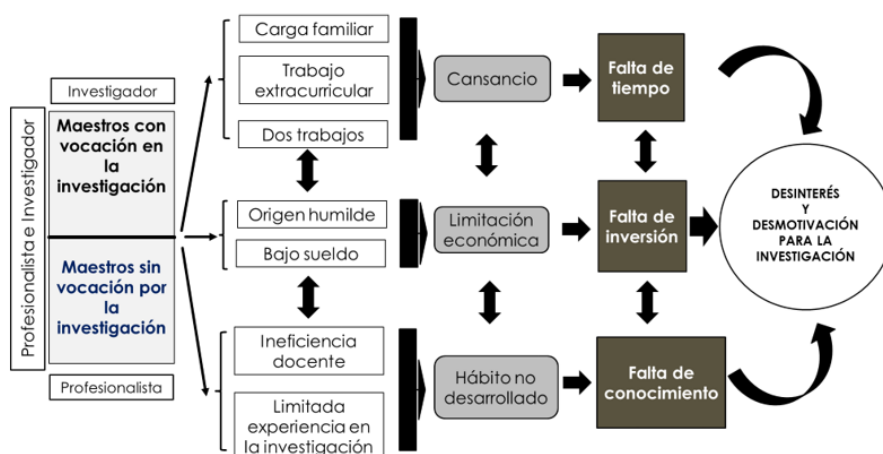 Profesionalista e Investigador
Investigador
Maestros con
vocación en
la
investigación
Maestros sin
vocación por
la
investigación
Profesionalista
Carga familiar
Trabajo
extracurricular
Dos trabajos
Origen humilde
Bajo sueldo
Ineficiencia
docente
Limitada
experiencia en
la investigación
Cansancio
Limitación
económica
Hábito no
desarrollado
Falta de
tiempo
Falta de
inversión
Falta de
conocimiento
DESINTERÉS
Y
DESMOTIVACIÓN
PARA LA
INVESTIGACIÓN